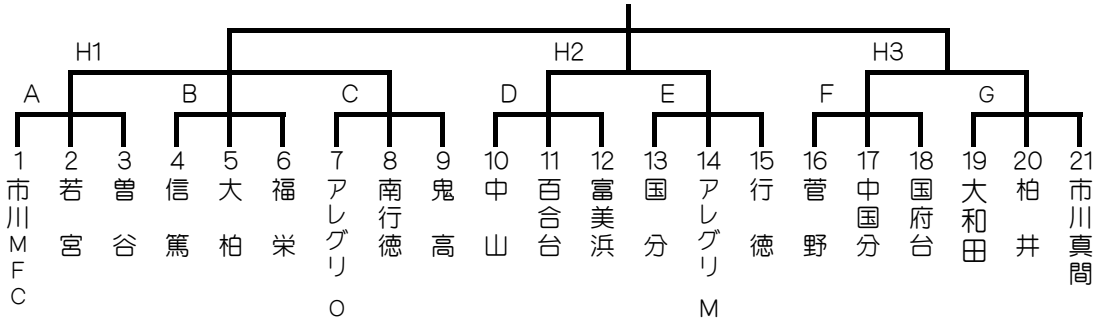 H1 H2 H3
A B C D E F G
1 2 3 4 5 6 7 8 9 10 11 12 13 14 15 16 17 18 19 20 21
市川MFC
若宮
曽谷
信篤
大柏
福栄
アレグリO
南行徳
鬼高
中山
百合台
富美浜
国分
アレグリM
行徳
菅野
中国分
国府台
大和田
柏井
市川真間